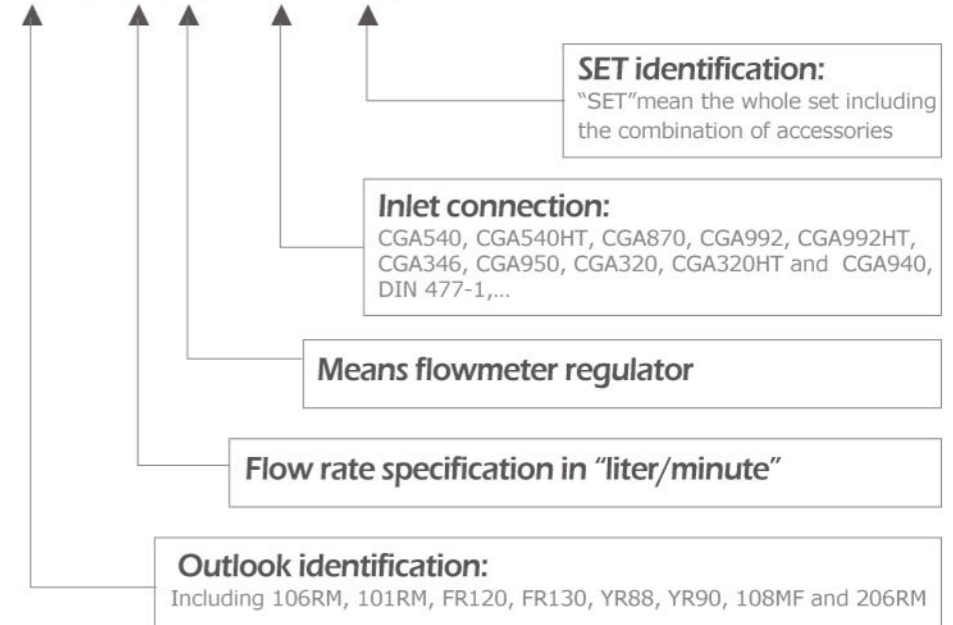 SET identification:
“SET”mean the whole set including
the combination of accessories
Inlet connection:
CGA540, CGA540HT, CGA870, CGA992, CGA992HT,
CGA346, CGA950, CGA320, CGA320HT and CGA940,
DIN 477-1,...
Means flowmeter regulator
Flow rate specification in “liter/minute”
Outlook identification:
Including 106RM, 101RM, FR120, FR130, YR88, YR90, 108MF and 206RM